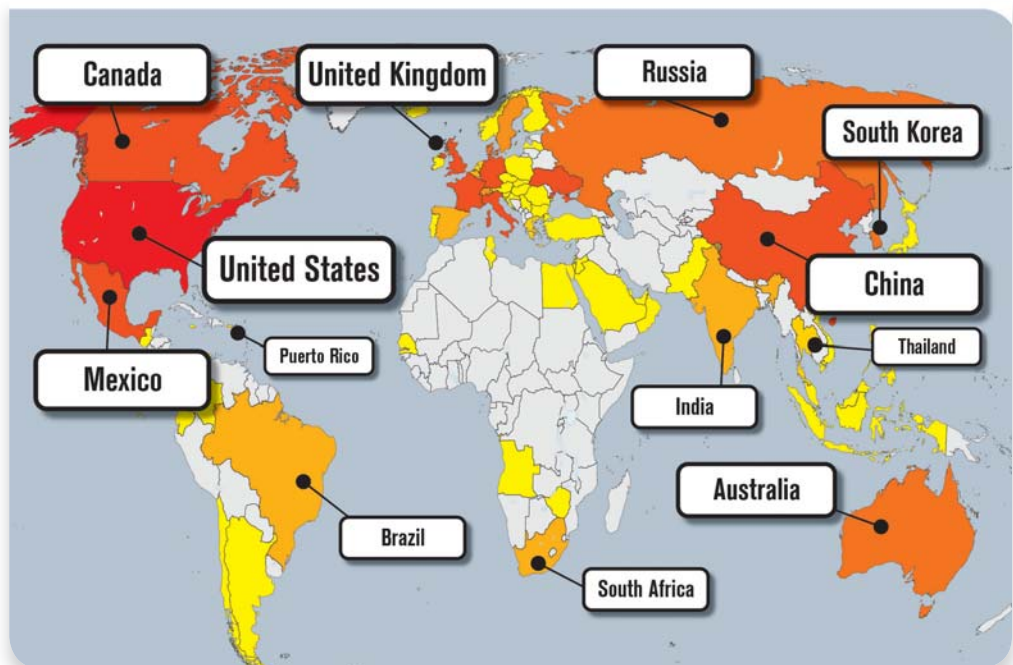 Canada
United Kingdom
Russia
South Korea
United States
China
Puerto Rico
Thailand
Mexico
India
Australia
Brazil
South Africa